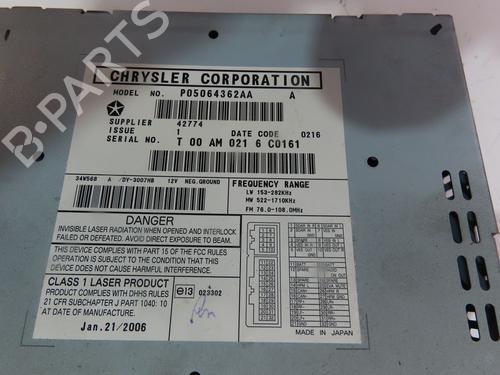 B-PARTS
CHRYSLER CORPORATION
MODEL NO. P05064362AA A
SUPPLIER 42774
ISSUE 1 DATE CODE 0216
SERIAL NO. T 00 AM 021 6 C0161
34W568 A /DV-3007HB 12V NEG.GROUND
FREQUENCY RANGE
LW 153-282KHz
MW 522-1710KHz
FM 76.0-108.0MHz
DANGER
INVISIBLE LASER RADIATION WHEN OPENED AND INTERLOCK
FAILED OR DEFEATED. AVOID DIRECT EXPOSURE TO BEAM.
THIS DEVICE COMPLIES WITH PART 15 OF THE FCC RULES
OPERATION IS SUBJECT TO THE CONDITION THAT THIS
DEVICE DOES NOT CAUSE HARMFUL INTERFERENCE.
CLASS 1 LASER PRODUCT
PRODUCT COMPLIES WITH DHHS RULES
21 CFR SUBCHAPTER J PART 1040: 10
AT DATE OF MANUFACTURE.
Jan.21/2006
e13
023302
MADE IN JAPAN